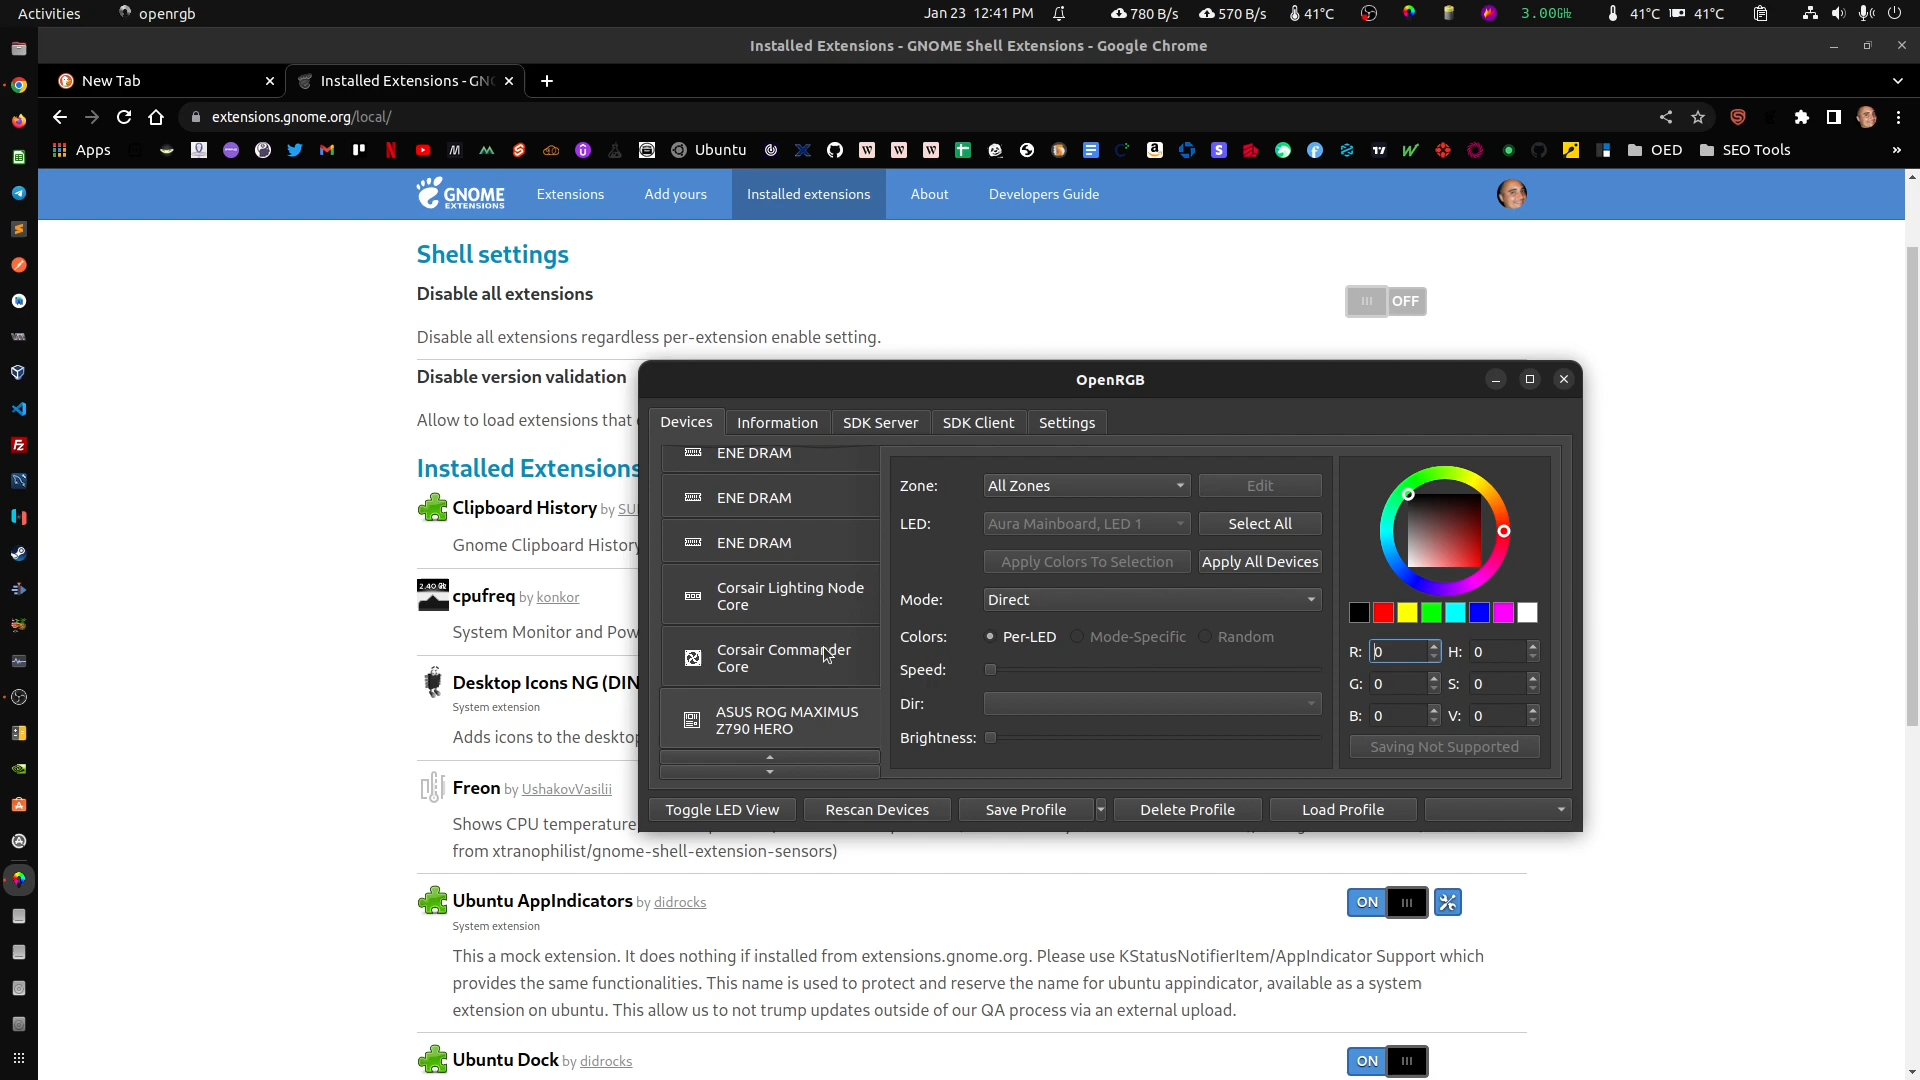 Activities openrgb Jan 23 12:41 PM 780 B/s 570 B/s 41°C 3.00GHz 41°C 41°C
Installed Extensions - GNOME Shell Extensions - Google Chrome
New Tab Installed Extensions - GN
extensions.gnome.org/local/
Apps Ubuntu OED SEO Tools »
GNOME EXTENSIONS Extensions Add yours Installed extensions About Developers Guide
Shell settings
Disable all extensions OFF
Disable all extensions regardless per-extension enable setting.
Disable version validation
Allow to load extensions that
Installed Extensions
Clipboard History by SU
Gnome Clipboard History
2.40 GHz
cpufreq by konkor
System Monitor and Pow
Desktop Icons NG (DIN
System extension
Adds icons to the deskto
Freon by UshakovVasilii
Shows CPU temperature,
from xtranophilist/gnome-shell-extension-sensors)
Ubuntu AppIndicators by didrocks ON
System extension
This a mock extension. It does nothing if installed from extensions.gnome.org. Please use KStatusNotifierItem/AppIndicator Support which
provides the same functionalities. This name is used to protect and reserve the name for ubuntu appindicator, available as a system
extension on ubuntu. This allow us to not trump updates outside of our QA process via an external upload.
Ubuntu Dock by didrocks ON
OpenRGB
Devices Information SDK Server SDK Client Settings
ENE DRAM
ENE DRAM
ENE DRAM
Corsair Lighting Node
Core
Corsair Commander
Core
ASUS ROG MAXIMUS
Z790 HERO
Zone: All Zones Edit
LED: Aura Mainboard, LED 1 Select All
Apply Colors To Selection Apply All Devices
Mode: Direct
Colors: Per-LED Mode-Specific Random
Speed:
Dir:
Brightness:
R: 0 H: 0
G: 0 S: 0
B: 0 V: 0
Saving Not Supported
Toggle LED View Rescan Devices Save Profile Delete Profile Load Profile